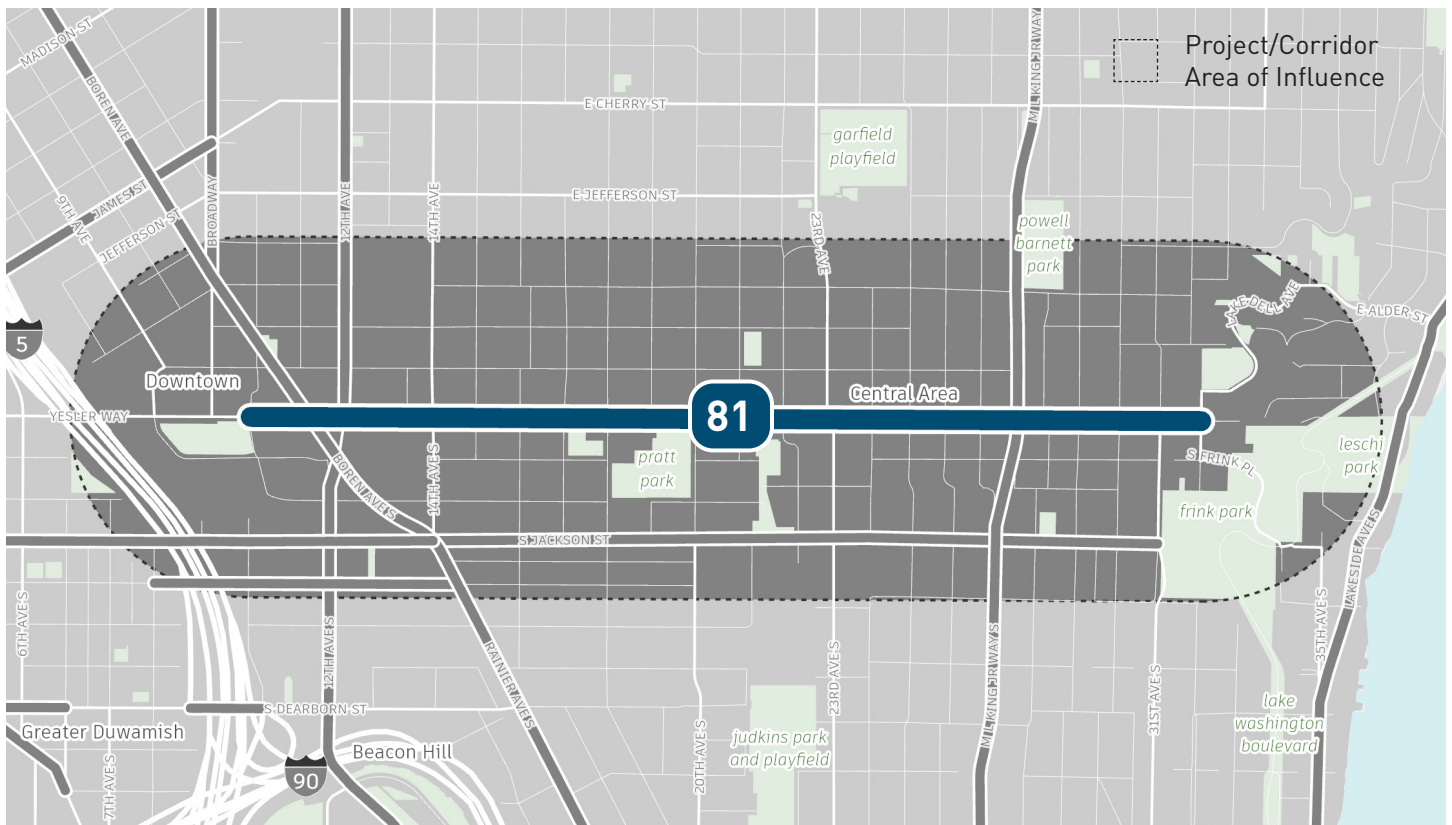 Project/Corridor
Area of Influence
MADISON ST
BOREN AVE
E CHERRY ST
M L KING JR WAY
garfield
playfield
JAMES ST
9TH AVE
JEFFERSON ST
BROADWAY
12TH AVE
14TH AVE
E JEFFERSON ST
23RD AVE
powell
barnett
park
LAKE DELL AVE
E ALDER ST
5
Downtown
Central Area
YESLER WAY
81
BOREN AVE S
14TH AVE S
pratt
park
S FRINK PL
leschi
park
frink park
S JACKSON ST
LAKESIDE AVE S
6TH AVE S
12TH AVE S
RAINIER AVE S
20TH AVE S
23RD AVE S
M L KING JR WAY S
31ST AVE S
35TH AVE S
S DEARBORN ST
Greater Duwamish
Beacon Hill
judkins park
and playfield
lake
washington
boulevard
7TH AVE S
90